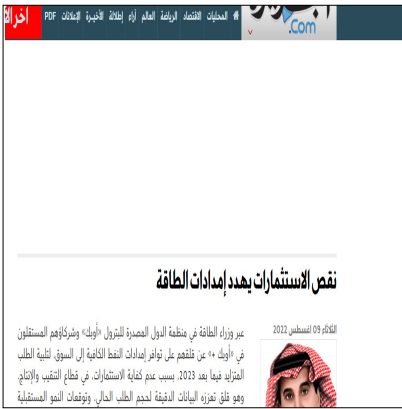 المحليات الاقتصاد الرياضة العالم آراء إطلالة الأخيرة الإعلانات PDF
.Com
نقص الاستثمارات يهدد إمدادات الطاقة
الثلاثاء 09 اغسطس 2022
عبر وزراء الطاقة في منظمة الدول المصدرة للبترول «أوبك» وشركاؤهم المستقلون
في «أوبك +» عن قلقهم على توافر إمدادات النفط الكافية إلى السوق، لتلبية الطلب
المتزايد فيما بعد 2023، بسبب عدم كفاية الاستثمارات، في قطاع التنقيب والإنتاج،
وهو قلق تعززه البيانات الدقيقة لحجم الطلب الحالي، وتوقعات النمو المستقبلية